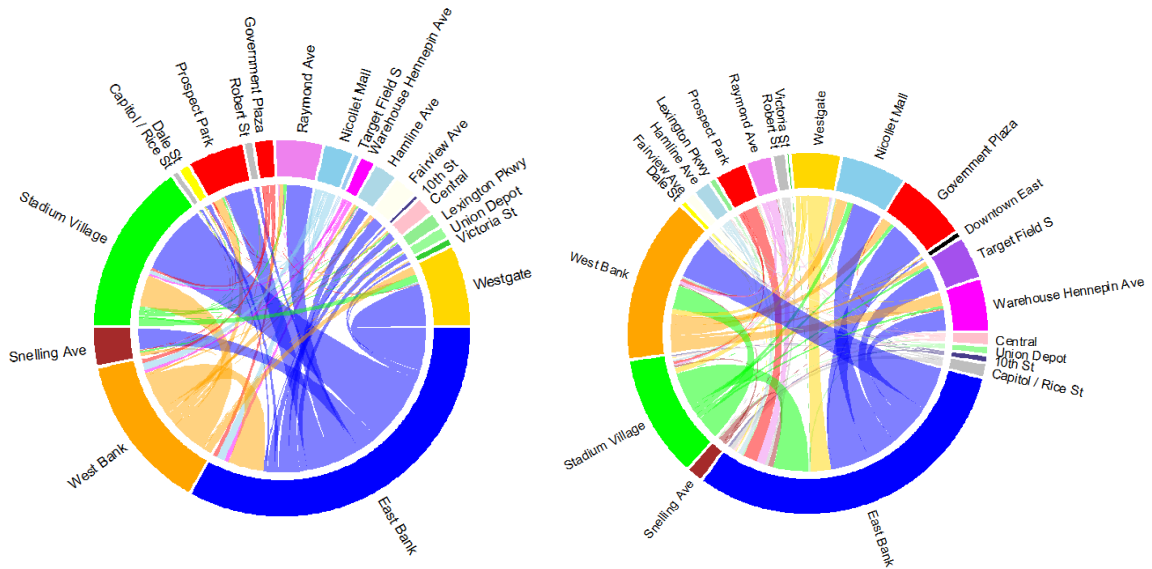 Stadium Village
Capitol / Rice St
Dale St
Prospect Park
Robert St
Government Plaza
Raymond Ave
Nicollet Mall
Target Field S
Warehouse Hennepin Ave
Hamline Ave
Fairview Ave
10th St
Central
Lexington Pkwy
Union Depot
Victoria St
Westgate
East Bank
West Bank
Snelling Ave
West Bank
Dale St
Fairview Ave
Hamline Ave
Lexington Pkwy
Prospect Park
Raymond Ave
Robert St
Victoria St
Westgate
Nicollet Mall
Government Plaza
Downtown East
Target Field S
Warehouse Hennepin Ave
Central
Union Depot
10th St
Capitol / Rice St
East Bank
Snelling Ave
Stadium Village